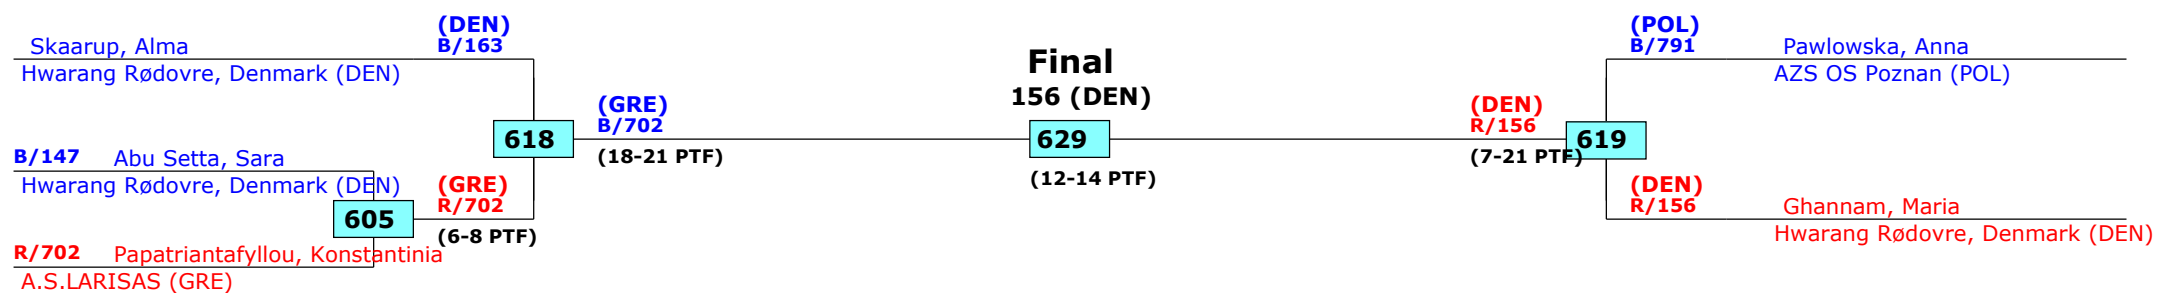 (DEN)
B/163
Skaarup, Alma
Hwarang Rødovre, Denmark (DEN)
B/147 Abu Setta, Sara
Hwarang Rødovre, Denmark (DEN)
605
(GRE)
R/702
(6-8 PTF)
R/702 Papatriantafyllou, Konstantinia
A.S.LARISAS (GRE)
618
(GRE)
B/702
(18-21 PTF)
Final
156 (DEN)
629
(12-14 PTF)
(DEN)
R/156
(7-21 PTF)
619
(POL)
B/791
Pawlowska, Anna
AZS OS Poznan (POL)
(DEN)
R/156
Ghannam, Maria
Hwarang Rødovre, Denmark (DEN)